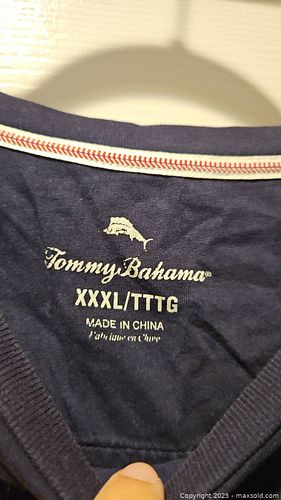 Tommy Bahama®
XXXL/TTTG
MADE IN CHINA
Fabriqué en Chine
Copyright 2025 - maxsold.com